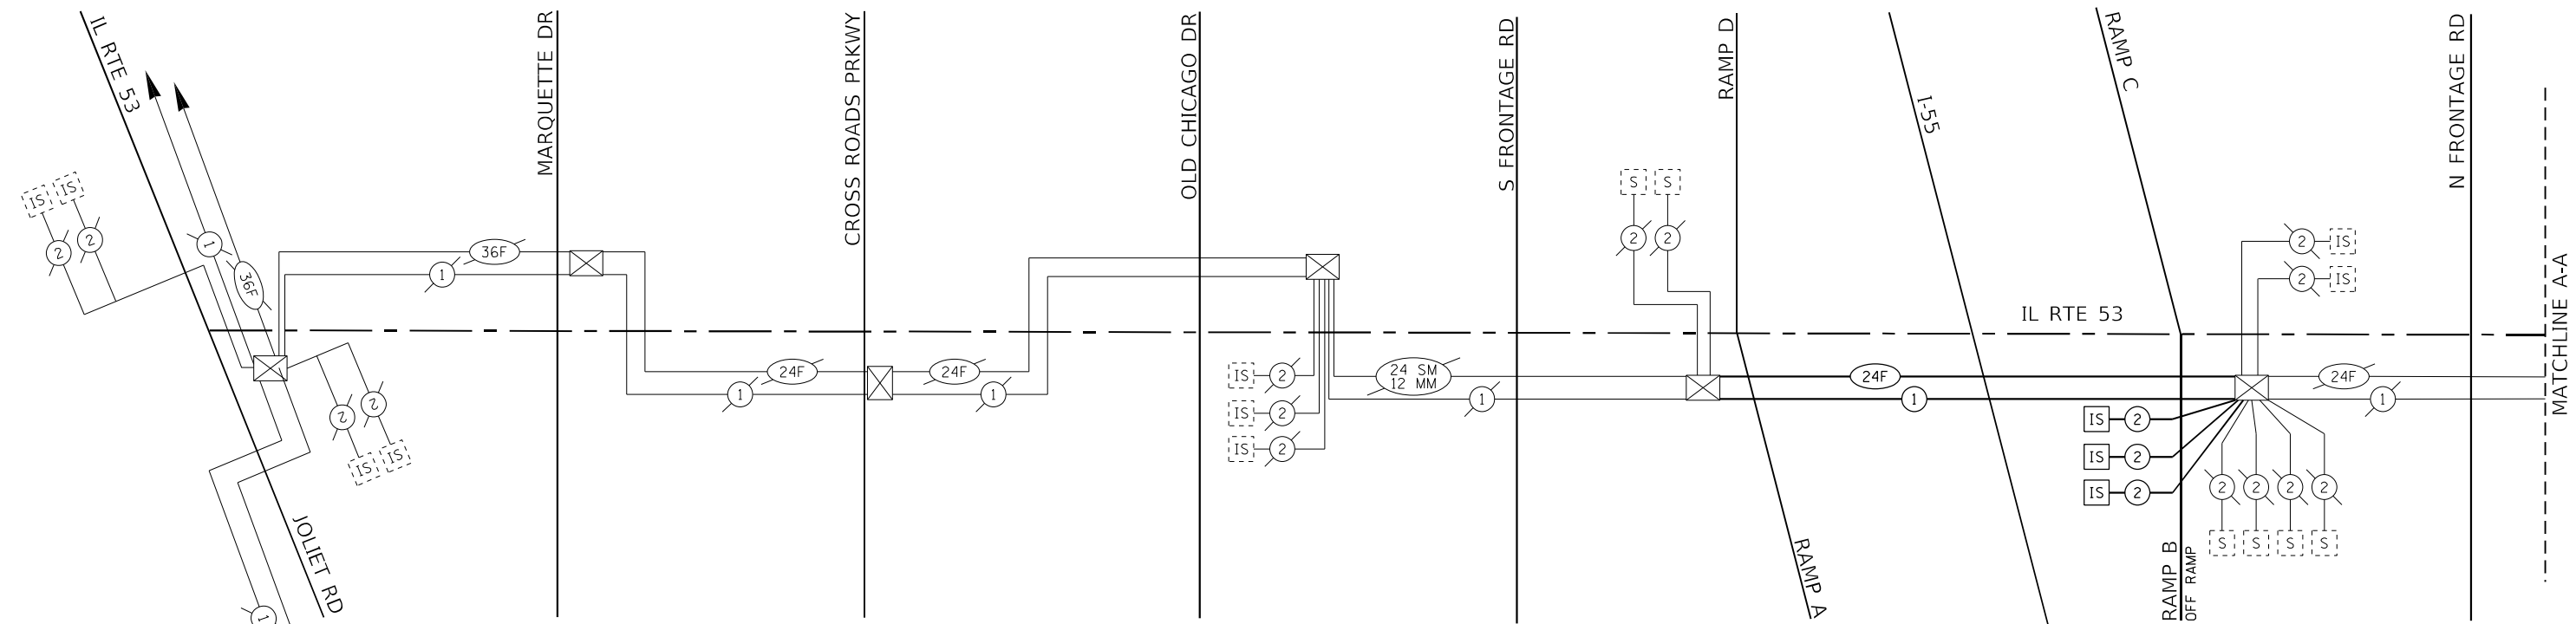 IL RTE 53
MARQUETTE DR
CROSS ROADS PRKWY
OLD CHICAGO DR
S FRONTAGE RD
RAMP D
I-55
RAMP C
N FRONTAGE RD
MATCHLINE A-A
IS
IS
2
2
1
36F
36F
1
2
2
IS
IS
JOLIET RD
1
24F
1
24F
1
IS
2
IS
2
IS
2
24 SM
12 MM
1
S
S
2
2
RAMP A
IL RTE 53
24F
1
IS
2
IS
2
IS
2
RAMP B
OFF RAMP
2
IS
2
IS
24F
1
2
2
2
2
S
S
S
S